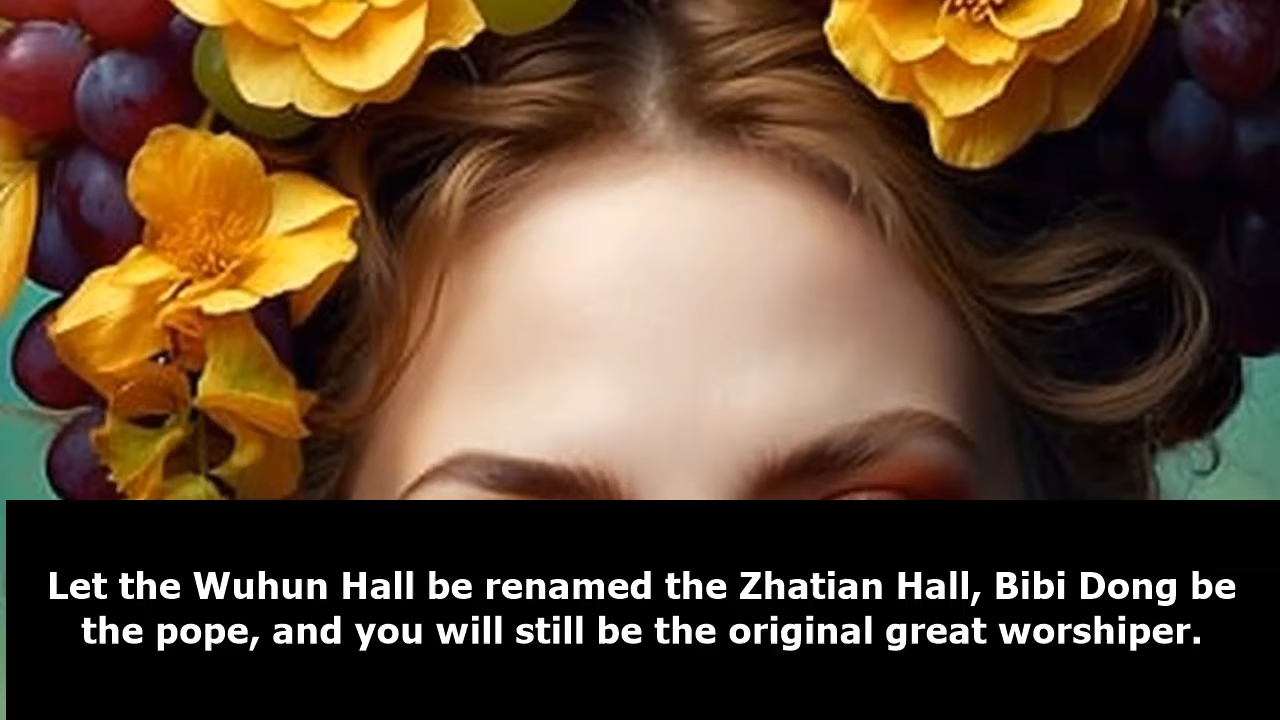 Let the Wuhun Hall be renamed the Zhatian Hall, Bibi Dong be
the pope, and you will still be the original great worshiper.